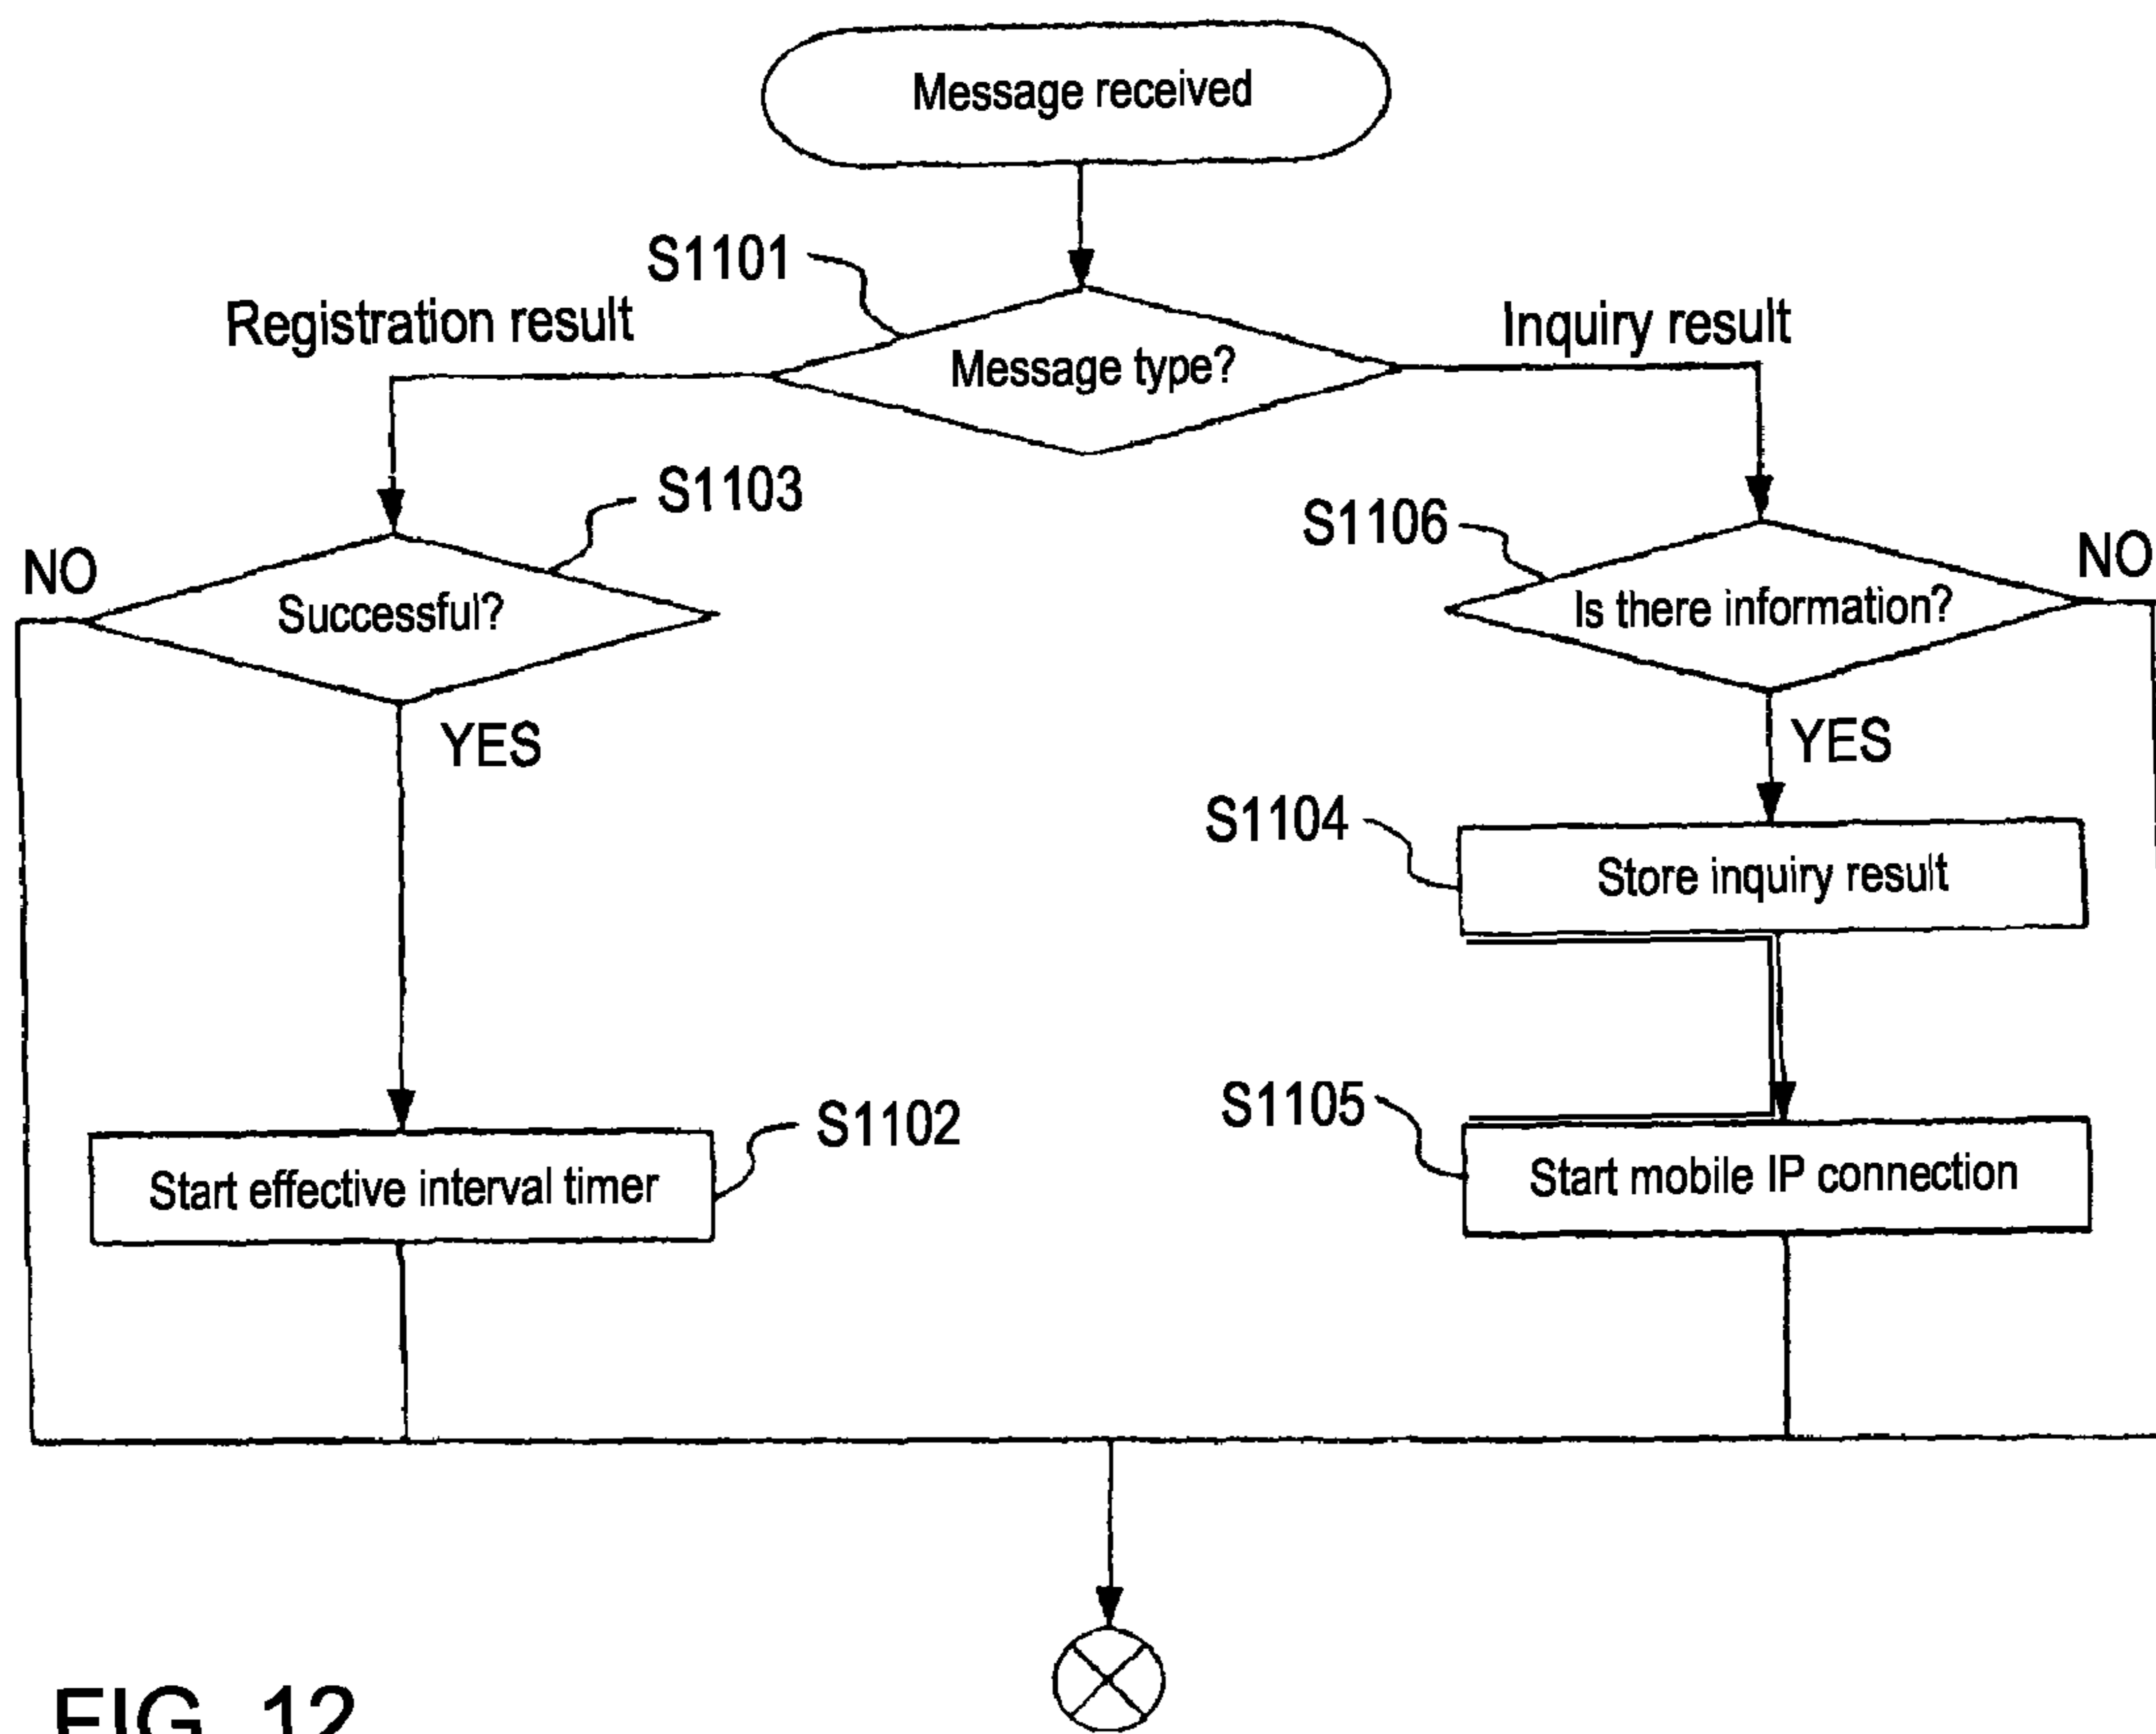 Message received
S1101
Registration result
Message type?
Inquiry result
S1103
S1106
NO
Successful?
Is there information?
NO
YES
YES
S1104
Store inquiry result
S1105
S1102
Start effective interval timer
Start mobile IP connection
FIG. 12